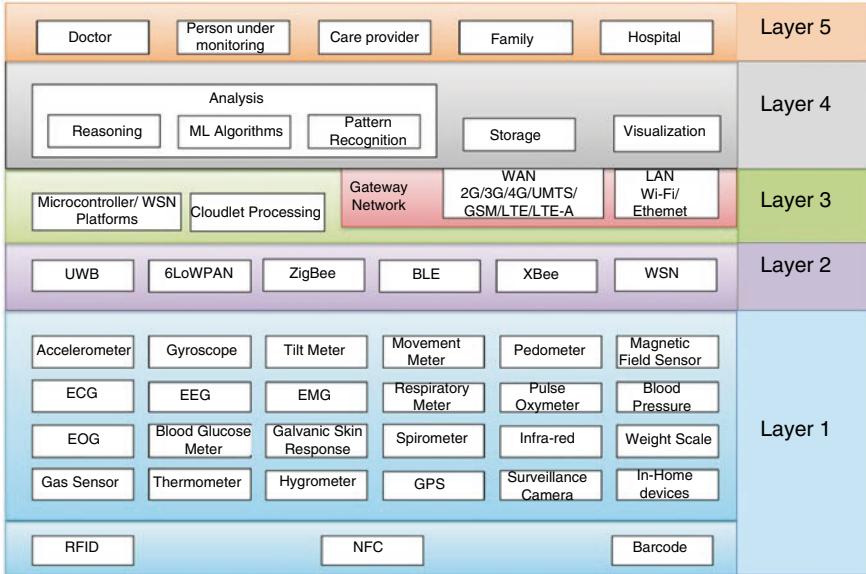 Doctor
Person under
monitoring
Care provider
Family
Hospital
Layer 5
Analysis
Reasoning
ML Algorithms
Pattern
Recognition
Storage
Visualization
Layer 4
Microcontroller/ WSN
Platforms
Cloudlet Processing
Gateway
Network
WAN
2G/3G/4G/UMTS/
GSM/LTE/LTE-A
LAN
Wi-Fi/
Ethemet
Layer 3
UWB
6LoWPAN
ZigBee
BLE
XBee
WSN
Layer 2
Accelerometer
Gyroscope
Tilt Meter
Movement
Meter
Pedometer
Magnetic
Field Sensor
ECG
EEG
EMG
Respiratory
Meter
Pulse
Oxymeter
Blood
Pressure
EOG
Blood Glucose
Meter
Galvanic Skin
Response
Spirometer
Infra-red
Weight Scale
Layer 1
Gas Sensor
Thermometer
Hygrometer
GPS
Surveillance
Camera
In-Home
devices
RFID
NFC
Barcode